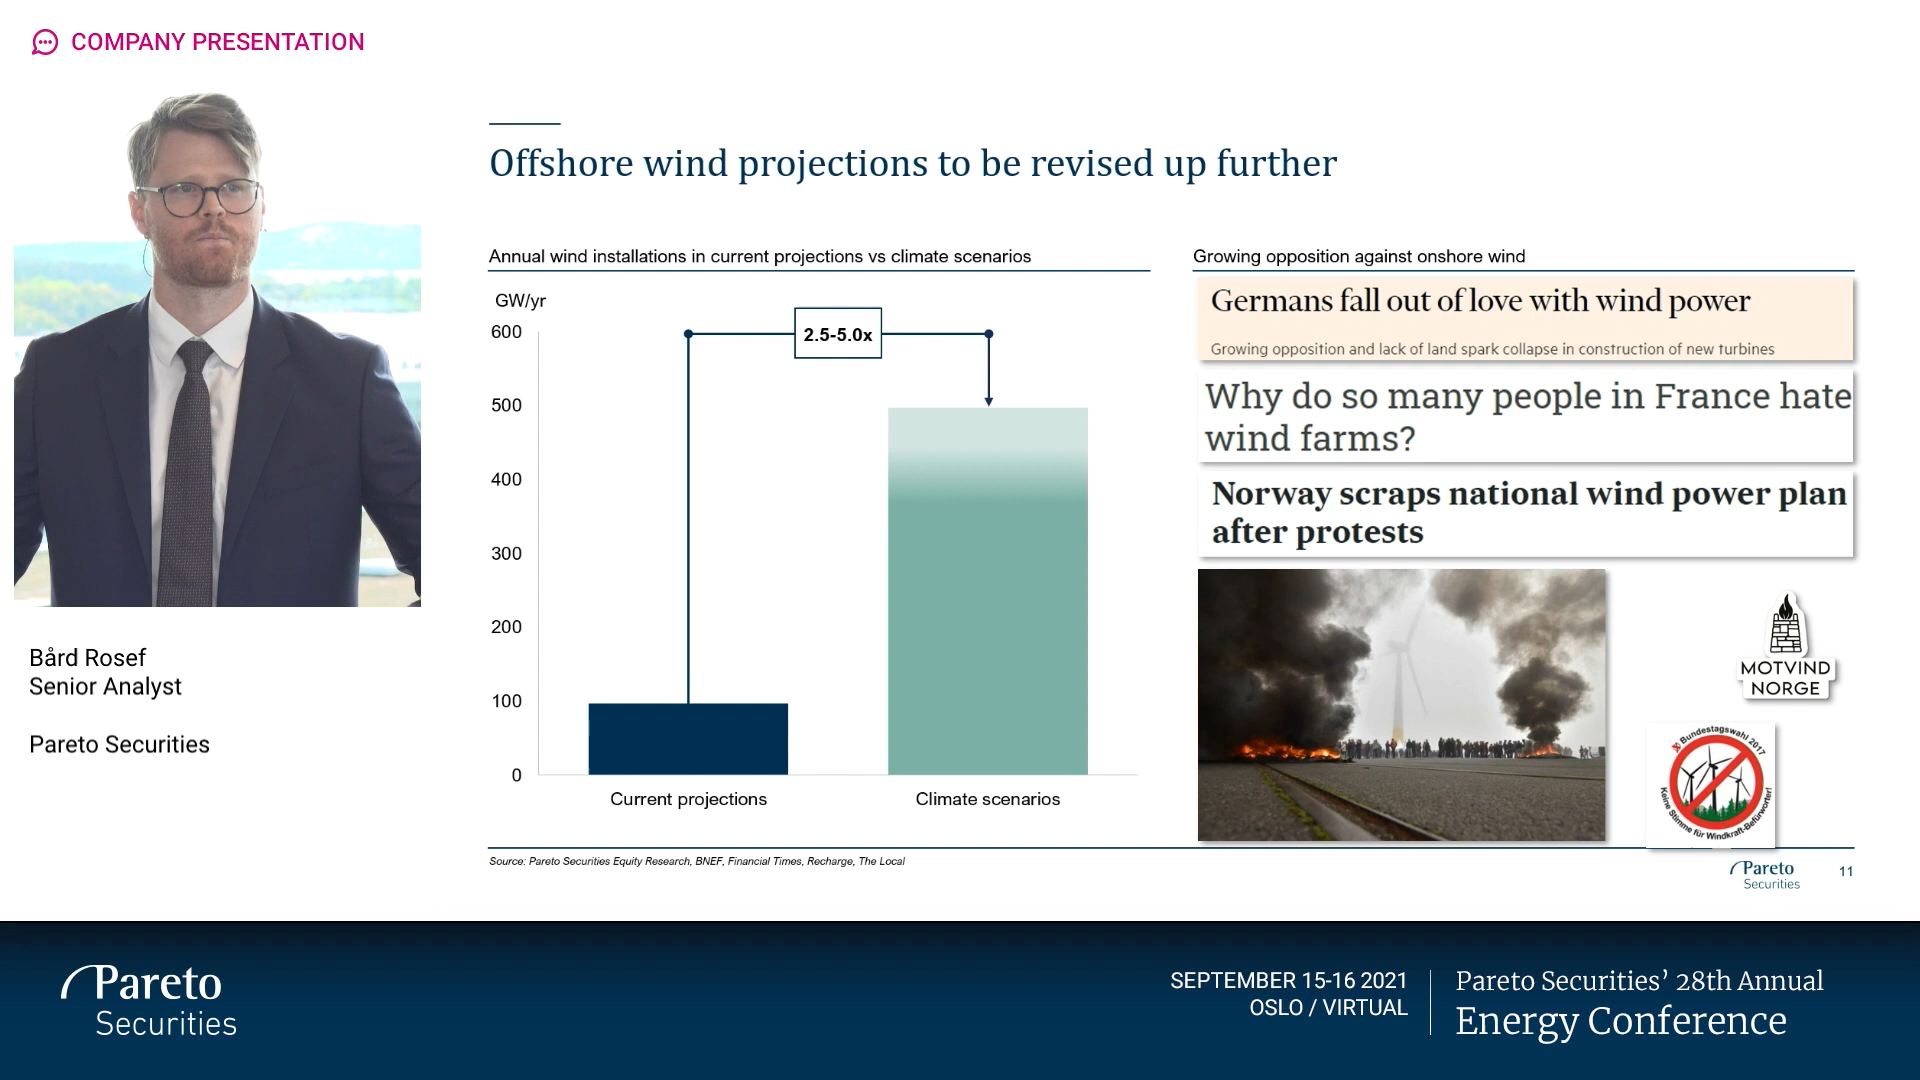 COMPANY PRESENTATION
Bård Rosef
Senior Analyst
Pareto Securities
Offshore wind projections to be revised up further
Annual wind installations in current projections vs climate scenarios
GW/yr
600
500
400
300
200
100
0
2.5-5.0x
Current projections
Climate scenarios
Growing opposition against onshore wind
Germans fall out of love with wind power
Growing opposition and lack of land spark collapse in construction of new turbines
Why do so many people in France hate
wind farms?
Norway scraps national wind power plan
after protests
MOTVIND
NORGE
Bundestagswahl 2017
Keine Stimme für Windkraft-Befürworter!
Source: Pareto Securities Equity Research, BNEF, Financial Times, Recharge, The Local
Pareto
Securities
11
Pareto
Securities
SEPTEMBER 15-16 2021
OSLO / VIRTUAL
Pareto Securities’ 28th Annual
Energy Conference